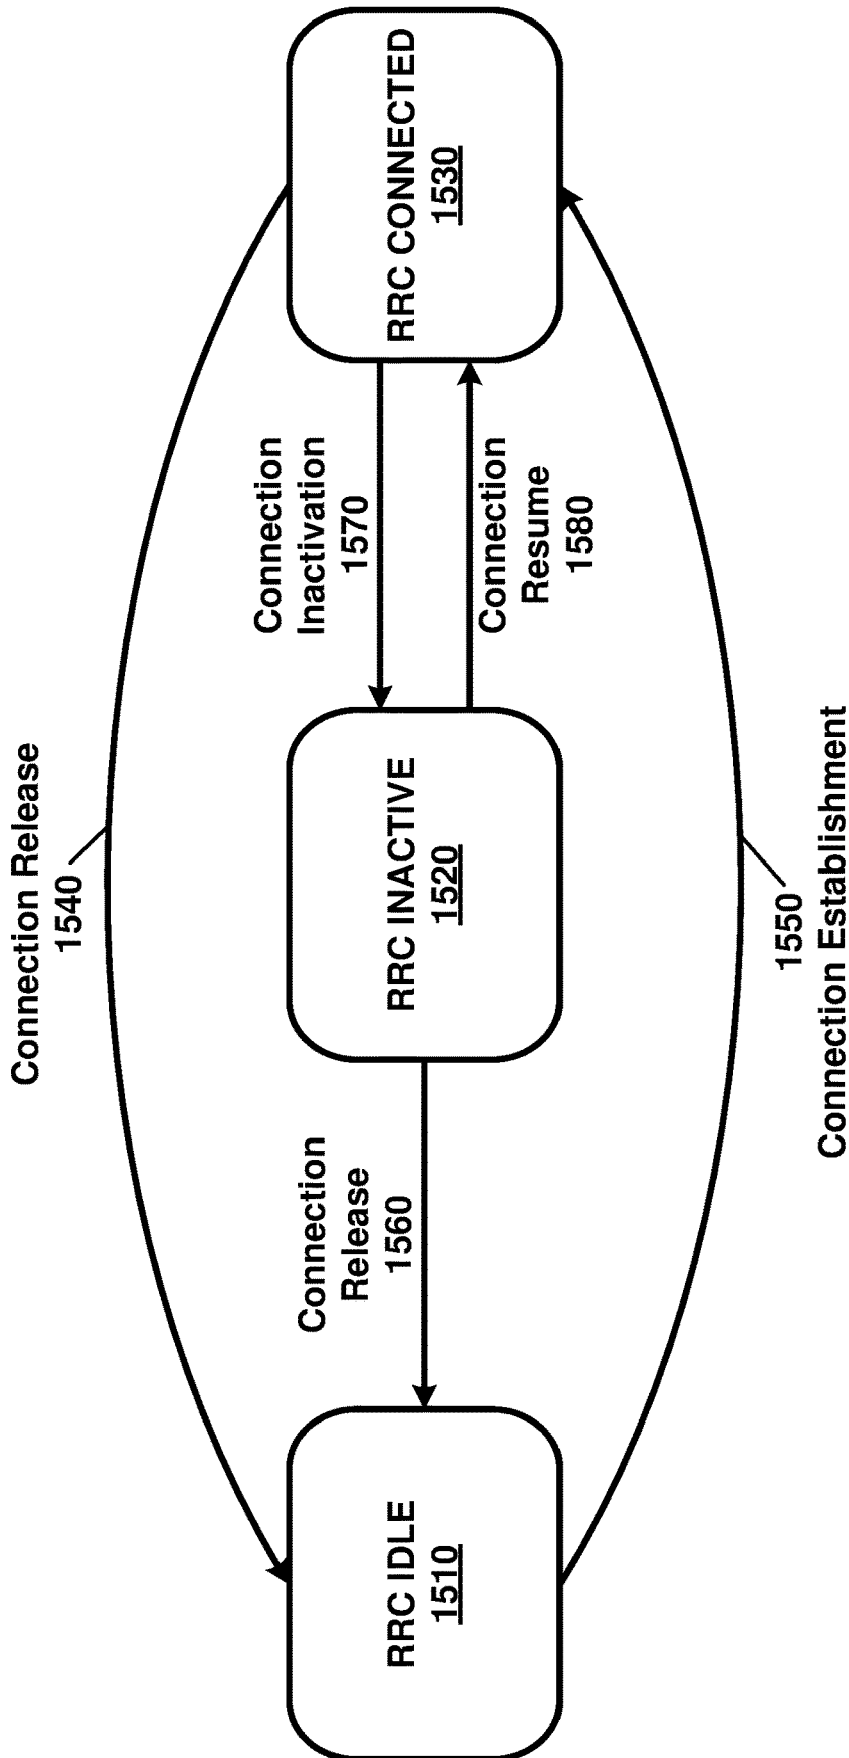 Connection Release
1540
RRC IDLE
1510
Connection
Release
1560
RRC INACTIVE
1520
Connection
Inactivation
1570
Connection
Resume
1580
RRC CONNECTED
1530
1550
Connection Establishment